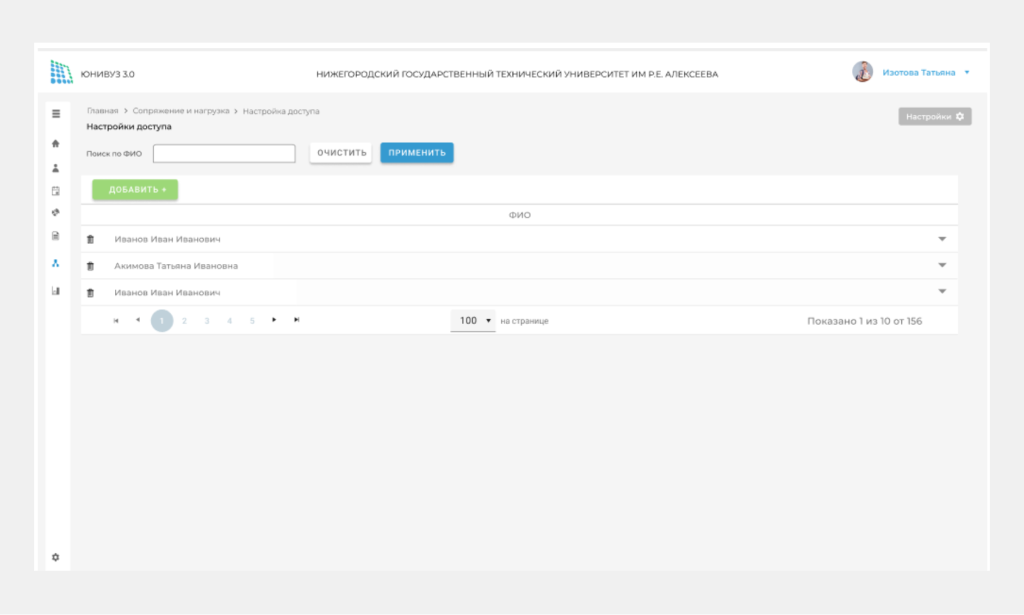 ЮНИВУЗ 3.0
НИЖЕГОРОДСКИЙ ГОСУДАРСТВЕННЫЙ ТЕХНИЧЕСКИЙ УНИВЕРСИТЕТ ИМ Р.Е. АЛЕКСЕЕВА
Изотова Татьяна
Главная > Сопряжение и нагрузка > Настройка доступа
Настройки
Настройки доступа
Поиск по ФИО
ОЧИСТИТЬ
ПРИМЕНИТЬ
ДОБАВИТЬ +
ФИО
Иванов Иван Иванович
Акимова Татьяна Ивановна
Иванов Иван Иванович
1 2 3 4 5
100 на странице
Показано 1 из 10 от 156